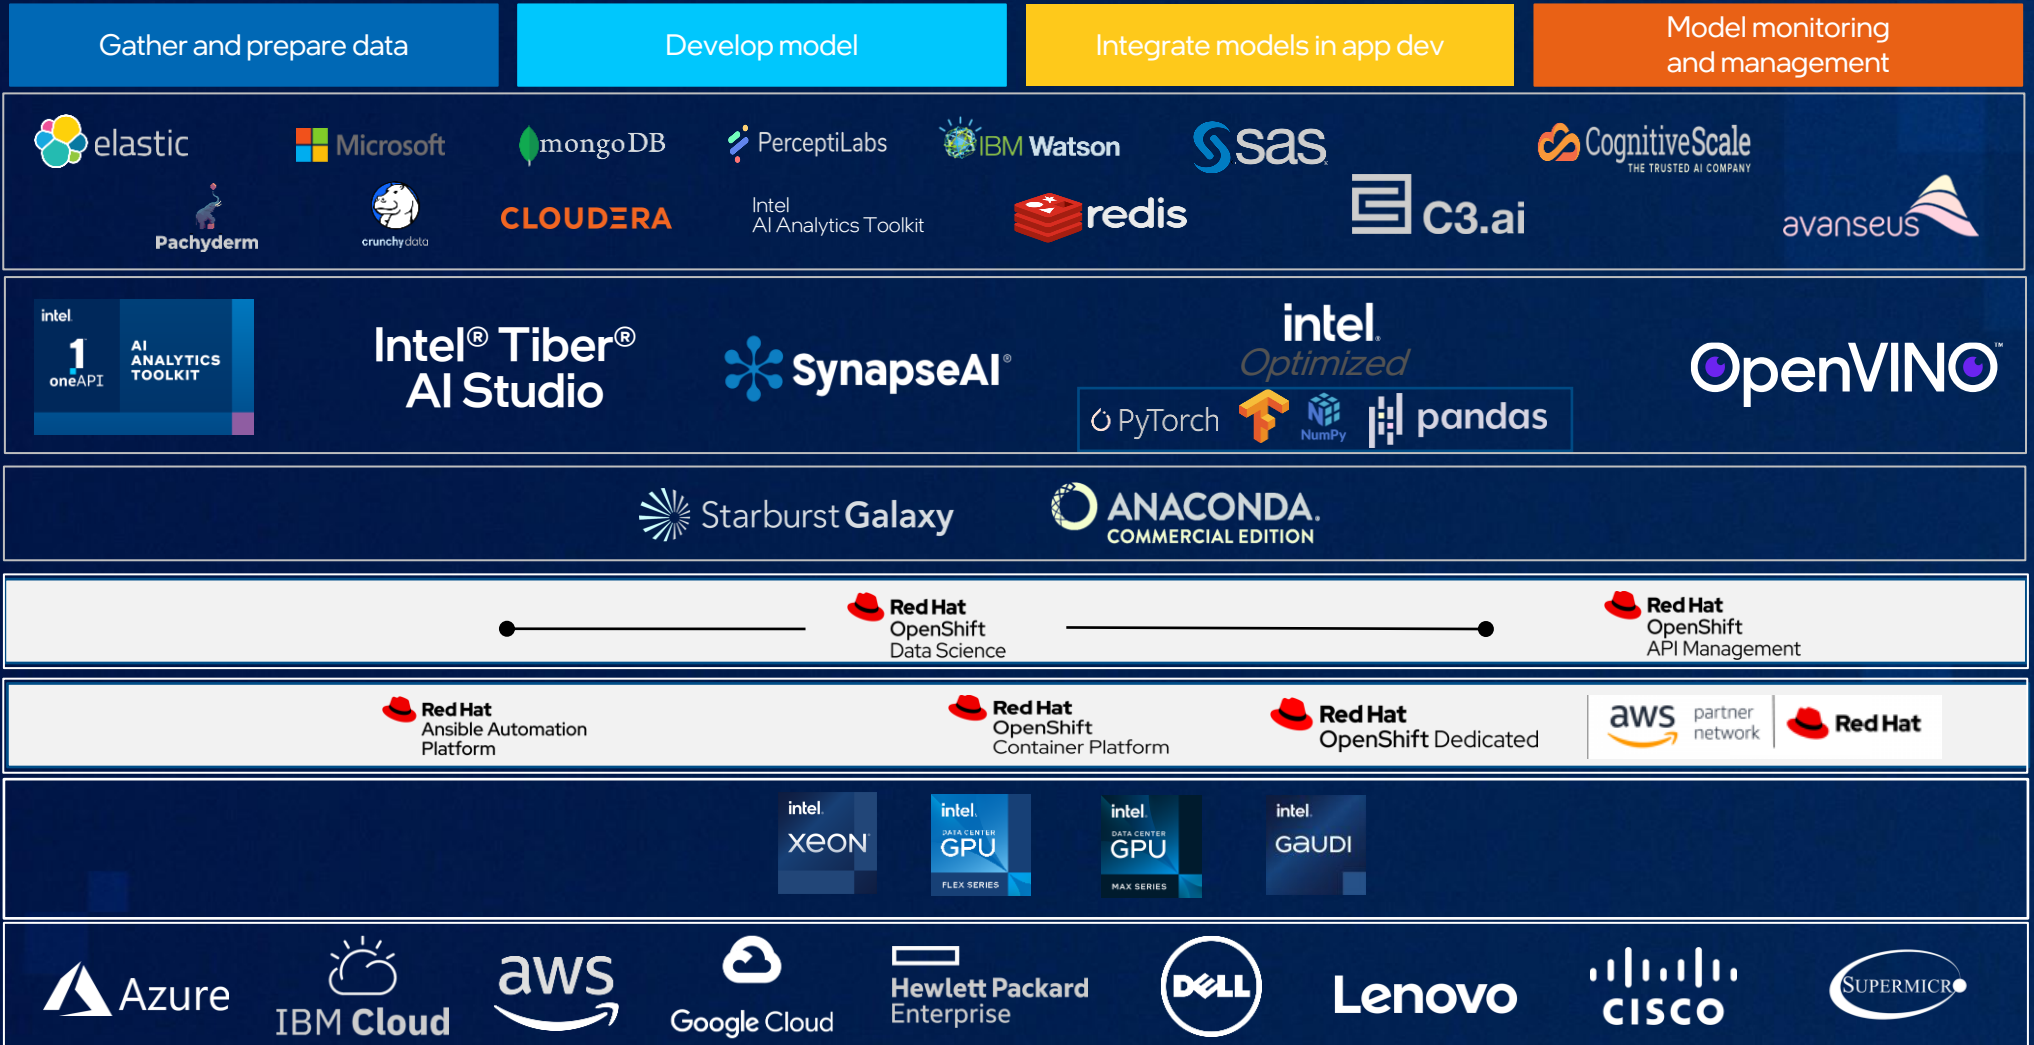 Gather and prepare data
Develop model
Integrate models in app dev
Model monitoring
and management
elastic
Microsoft
mongoDB
PerceptiLabs
IBM Watson
sas
CognitiveScale
THE TRUSTED AI COMPANY
Pachyderm
crunchydata
CLOUDERA
Intel
AI Analytics Toolkit
redis
C3.ai
avanseus
intel.
1
oneAPI
AI
ANALYTICS
TOOLKIT
Intel® Tiber®
AI Studio
SynapseAI®
intel.
Optimized
PyTorch
NumPy
pandas
OpenVINO™
Starburst Galaxy
ANACONDA.
COMMERCIAL EDITION
Red Hat
OpenShift
Data Science
Red Hat
OpenShift
API Management
Red Hat
Ansible Automation
Platform
Red Hat
OpenShift
Container Platform
Red Hat
OpenShift Dedicated
aws
partner
network
Red Hat
intel.
xeon
intel.
DATA CENTER
GPU
FLEX SERIES
intel.
DATA CENTER
GPU
MAX SERIES
intel.
GAUDI
Azure
IBM Cloud
aws
Google Cloud
Hewlett Packard
Enterprise
DELL
Lenovo
CISCO
SUPERMICRO